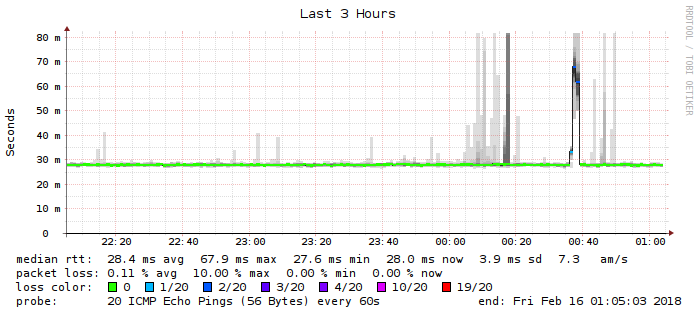 Last 3 Hours
RRDTOOL / TOBI OETIKER
Seconds
80 m
70 m
60 m
50 m
40 m
30 m
20 m
10 m
0
22:20 22:40 23:00 23:20 23:40 00:00 00:20 00:40 01:00
median rtt: 28.4 ms avg 67.9 ms max 27.6 ms min 28.0 ms now 3.9 ms sd 7.3 am/s
packet loss: 0.11 % avg 10.00 % max 0.00 % min 0.00 % now
loss color: 0 1/20 2/20 3/20 4/20 10/20 19/20
probe: 20 ICMP Echo Pings (56 Bytes) every 60s end: Fri Feb 16 01:05:03 2018